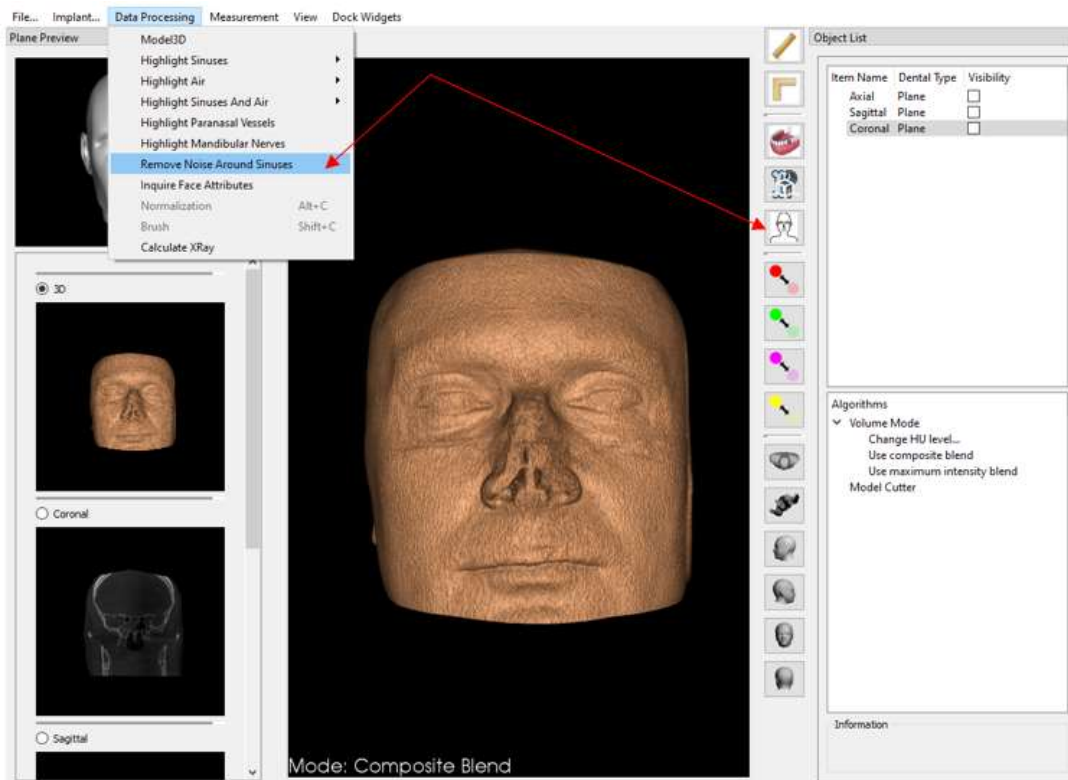 File... Implant... Data Processing Measurement View Dock Widgets
Plane Preview
Model3D
Highlight Sinuses
Highlight Air
Highlight Sinuses And Air
Highlight Paranasal Vessels
Highlight Mandibular Nerves
Remove Noise Around Sinuses
Inquire Face Attributes
Normalization Alt+C
Brush Shift+C
Calculate XRay
3D
Coronal
Sagittal
Mode: Composite Blend
Object List
Item Name Dental Type Visibility
Axial Plane
Sagittal Plane
Coronal Plane
Algorithms
Volume Mode
Change HU level...
Use composite blend
Use maximum intensity blend
Model Cutter
Information